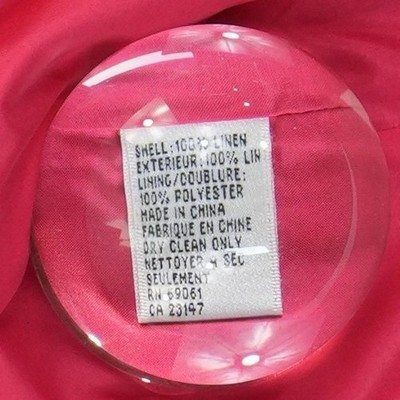 SHELL:100% LINEN
EXTERIEUR:100% LIN
LINING/DOUBLURE:
100% POLYESTER
MADE IN CHINA
FABRIQUE EN CHINE
DRY CLEAN ONLY
NETTOYER A SEC
SEULEMENT
RN 69061
CA 23147